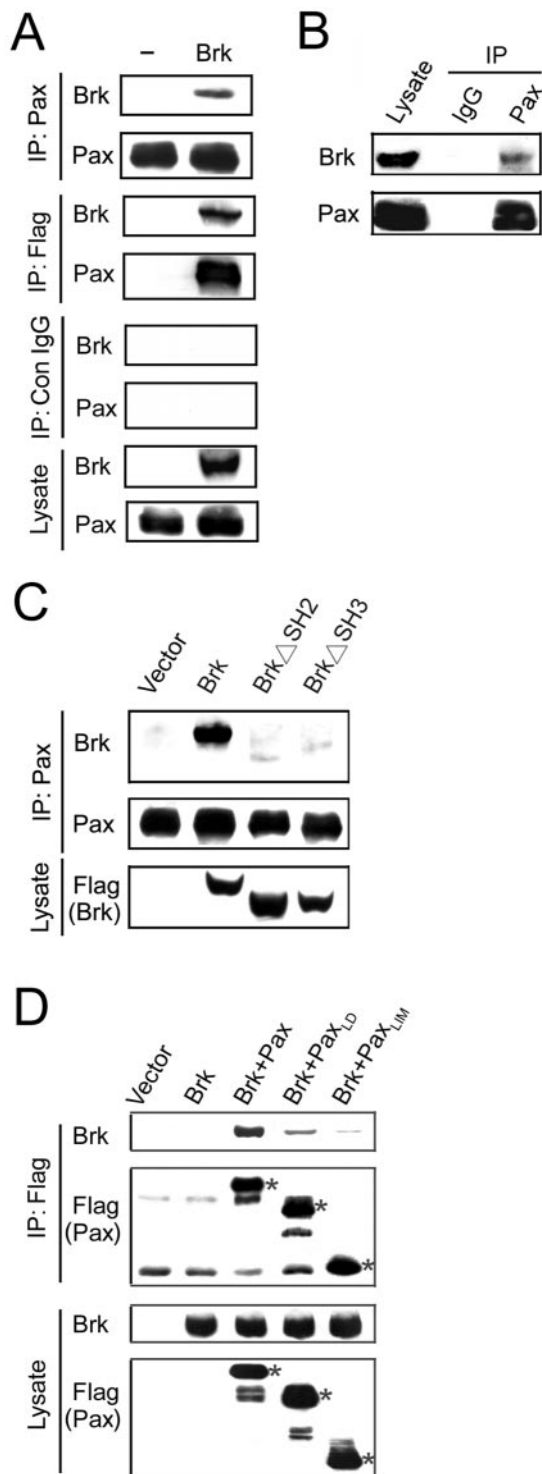 A
– Brk
IP: Pax
Brk
Pax
IP: Flag
Brk
Pax
IP: Con IgG
Brk
Pax
Lysate
Brk
Pax
B
IP
Lysate IgG Pax
Brk
Pax
C
Vector Brk Brk△SH2 Brk△SH3
IP: Pax
Brk
Pax
Lysate
Flag
(Brk)
D
Vector Brk Brk+Pax Brk+PaxLD Brk+PaxLIM
IP: Flag
Brk
Flag
(Pax)
*
*
*
Lysate
Brk
Flag
(Pax)
*
*
*